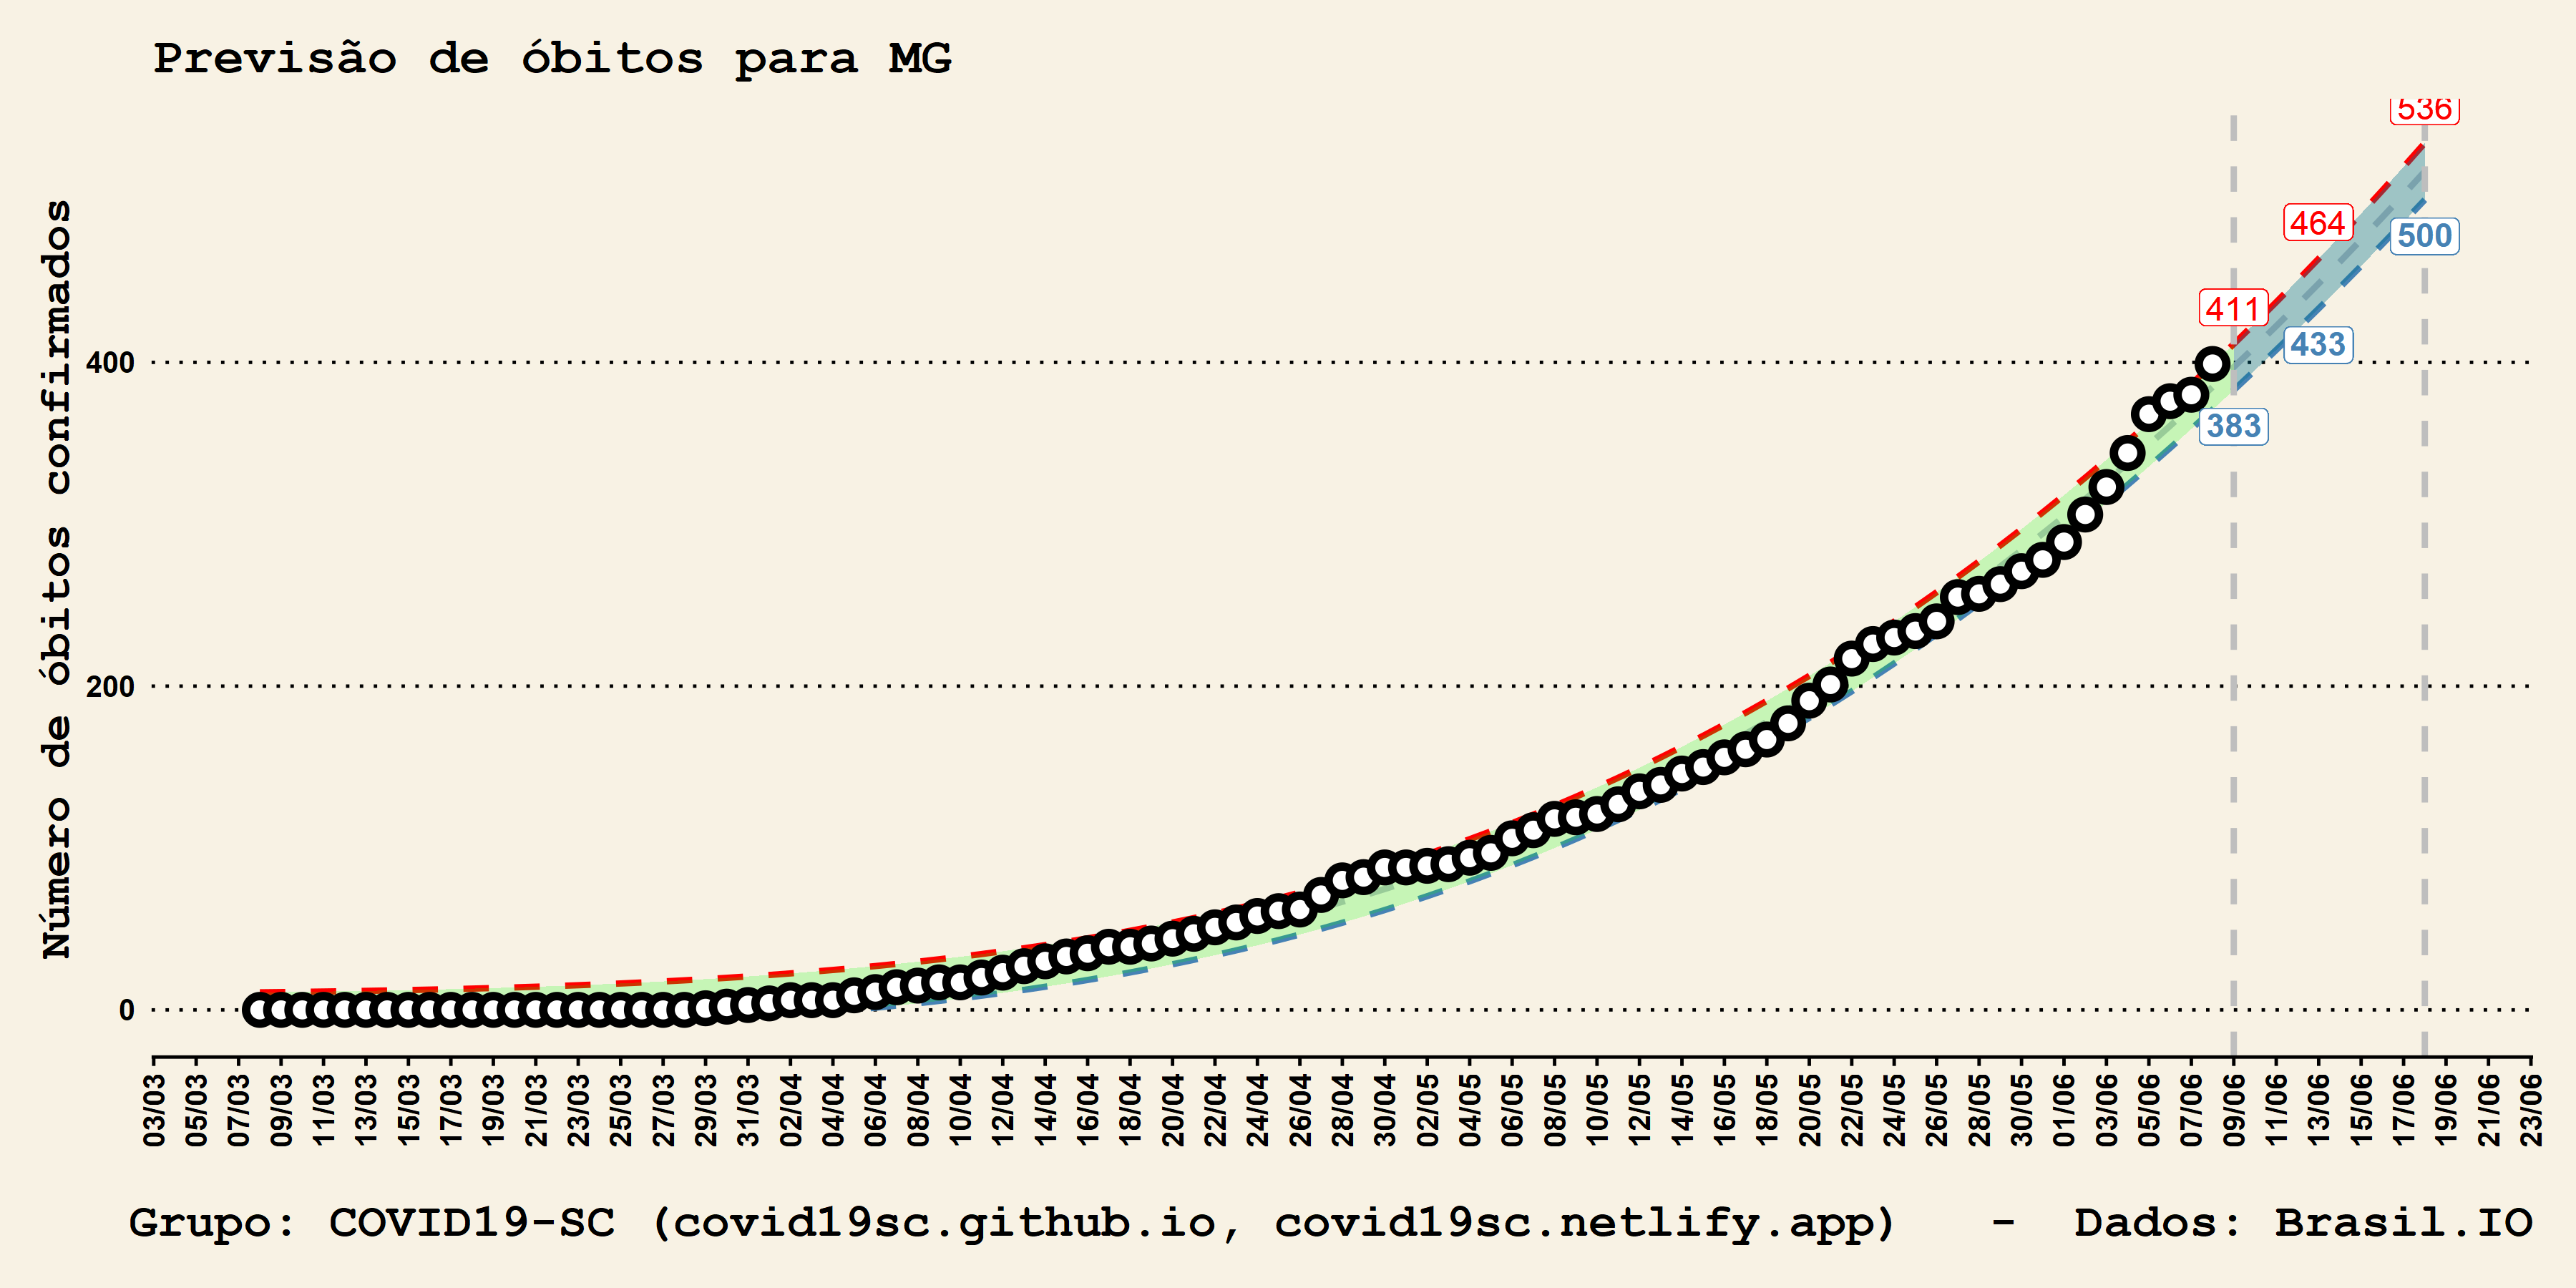 Previsão de óbitos para MG
Número de óbitos confirmados
536
464
500
411
433
383
400
200
0
03/03 05/03 07/03 09/03 11/03 13/03 15/03 17/03 19/03 21/03 23/03 25/03 27/03 29/03 31/03 02/04 04/04 06/04 08/04 10/04 12/04 14/04 16/04 18/04 20/04 22/04 24/04 26/04 28/04 30/04 02/05 04/05 06/05 08/05 10/05 12/05 14/05 16/05 18/05 20/05 22/05 24/05 26/05 28/05 30/05 01/06 03/06 05/06 07/06 09/06 11/06 13/06 15/06 17/06 19/06 21/06 23/06
Grupo: COVID19-SC (covid19sc.github.io, covid19sc.netlify.app) - Dados: Brasil.IO